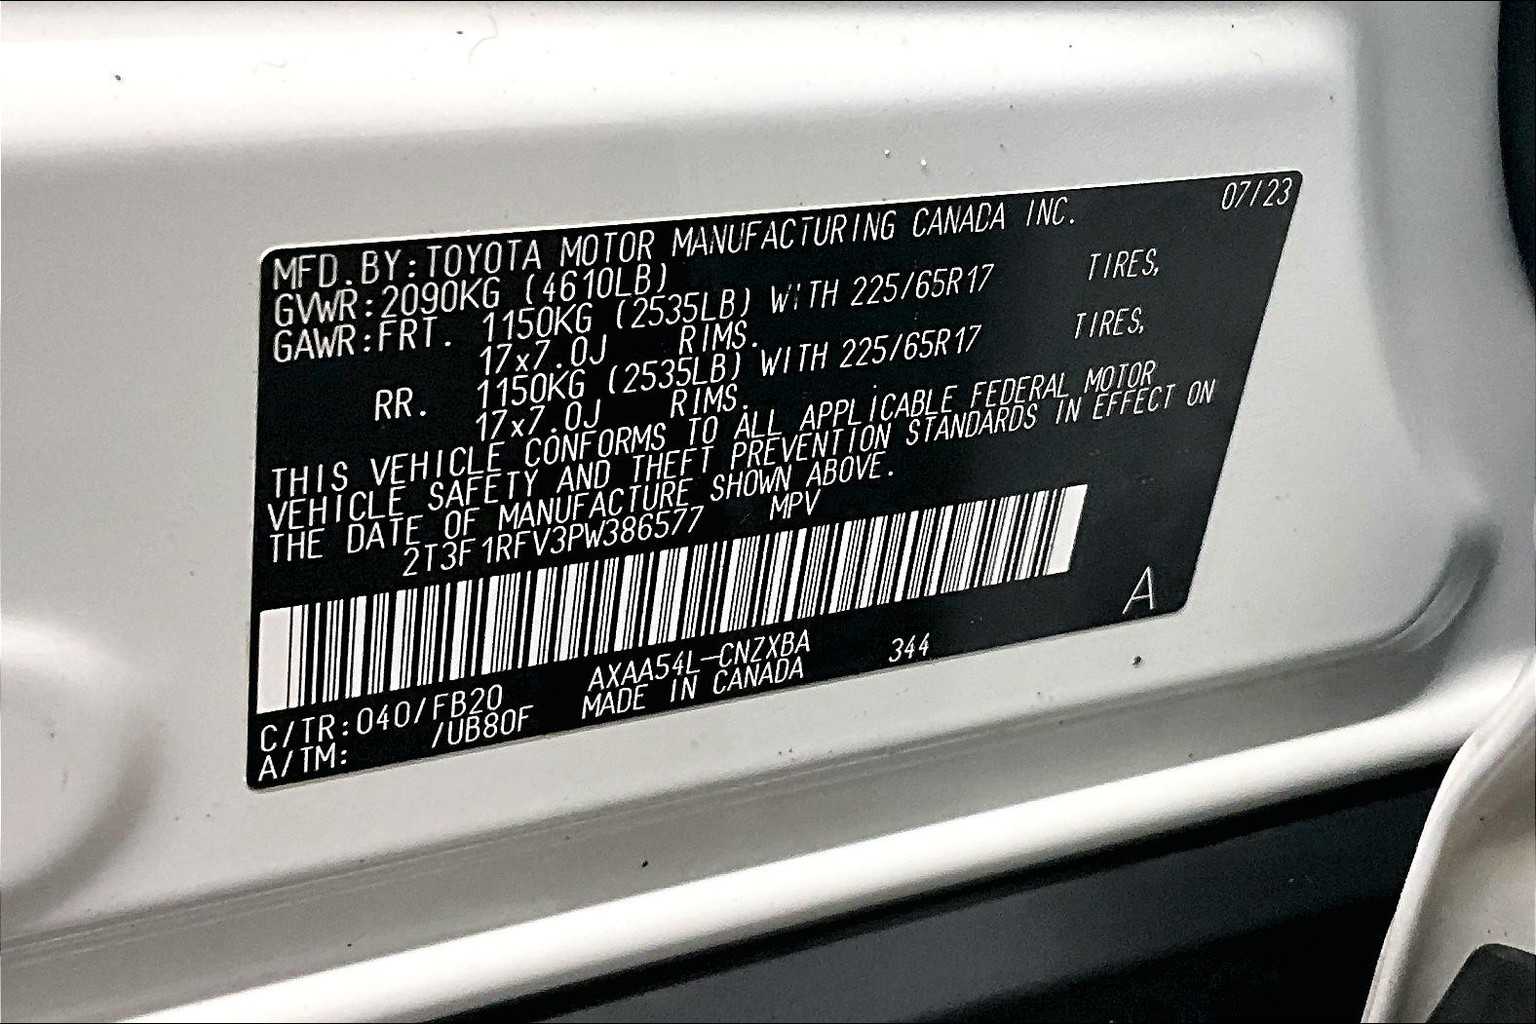 07/23
MFD.BY:TOYOTA MOTOR MANUFACTURING CANADA INC.
GVWR:2090KG (4610LB)
GAWR:FRT. 1150KG (2535LB) WITH 225/65R17 TIRES,
17x7.0J RIMS.
RR. 1150KG (2535LB) WITH 225/65R17 TIRES,
17x7.0J RIMS.
THIS VEHICLE CONFORMS TO ALL APPLICABLE FEDERAL MOTOR
VEHICLE SAFETY AND THEFT PREVENTION STANDARDS IN EFFECT ON
THE DATE OF MANUFACTURE SHOWN ABOVE.
2T3F1RFV3PW386577 MPV
A
C/TR:040/FB20 AXAA54L-CNZXBA 344
A/TM: /UB80F MADE IN CANADA